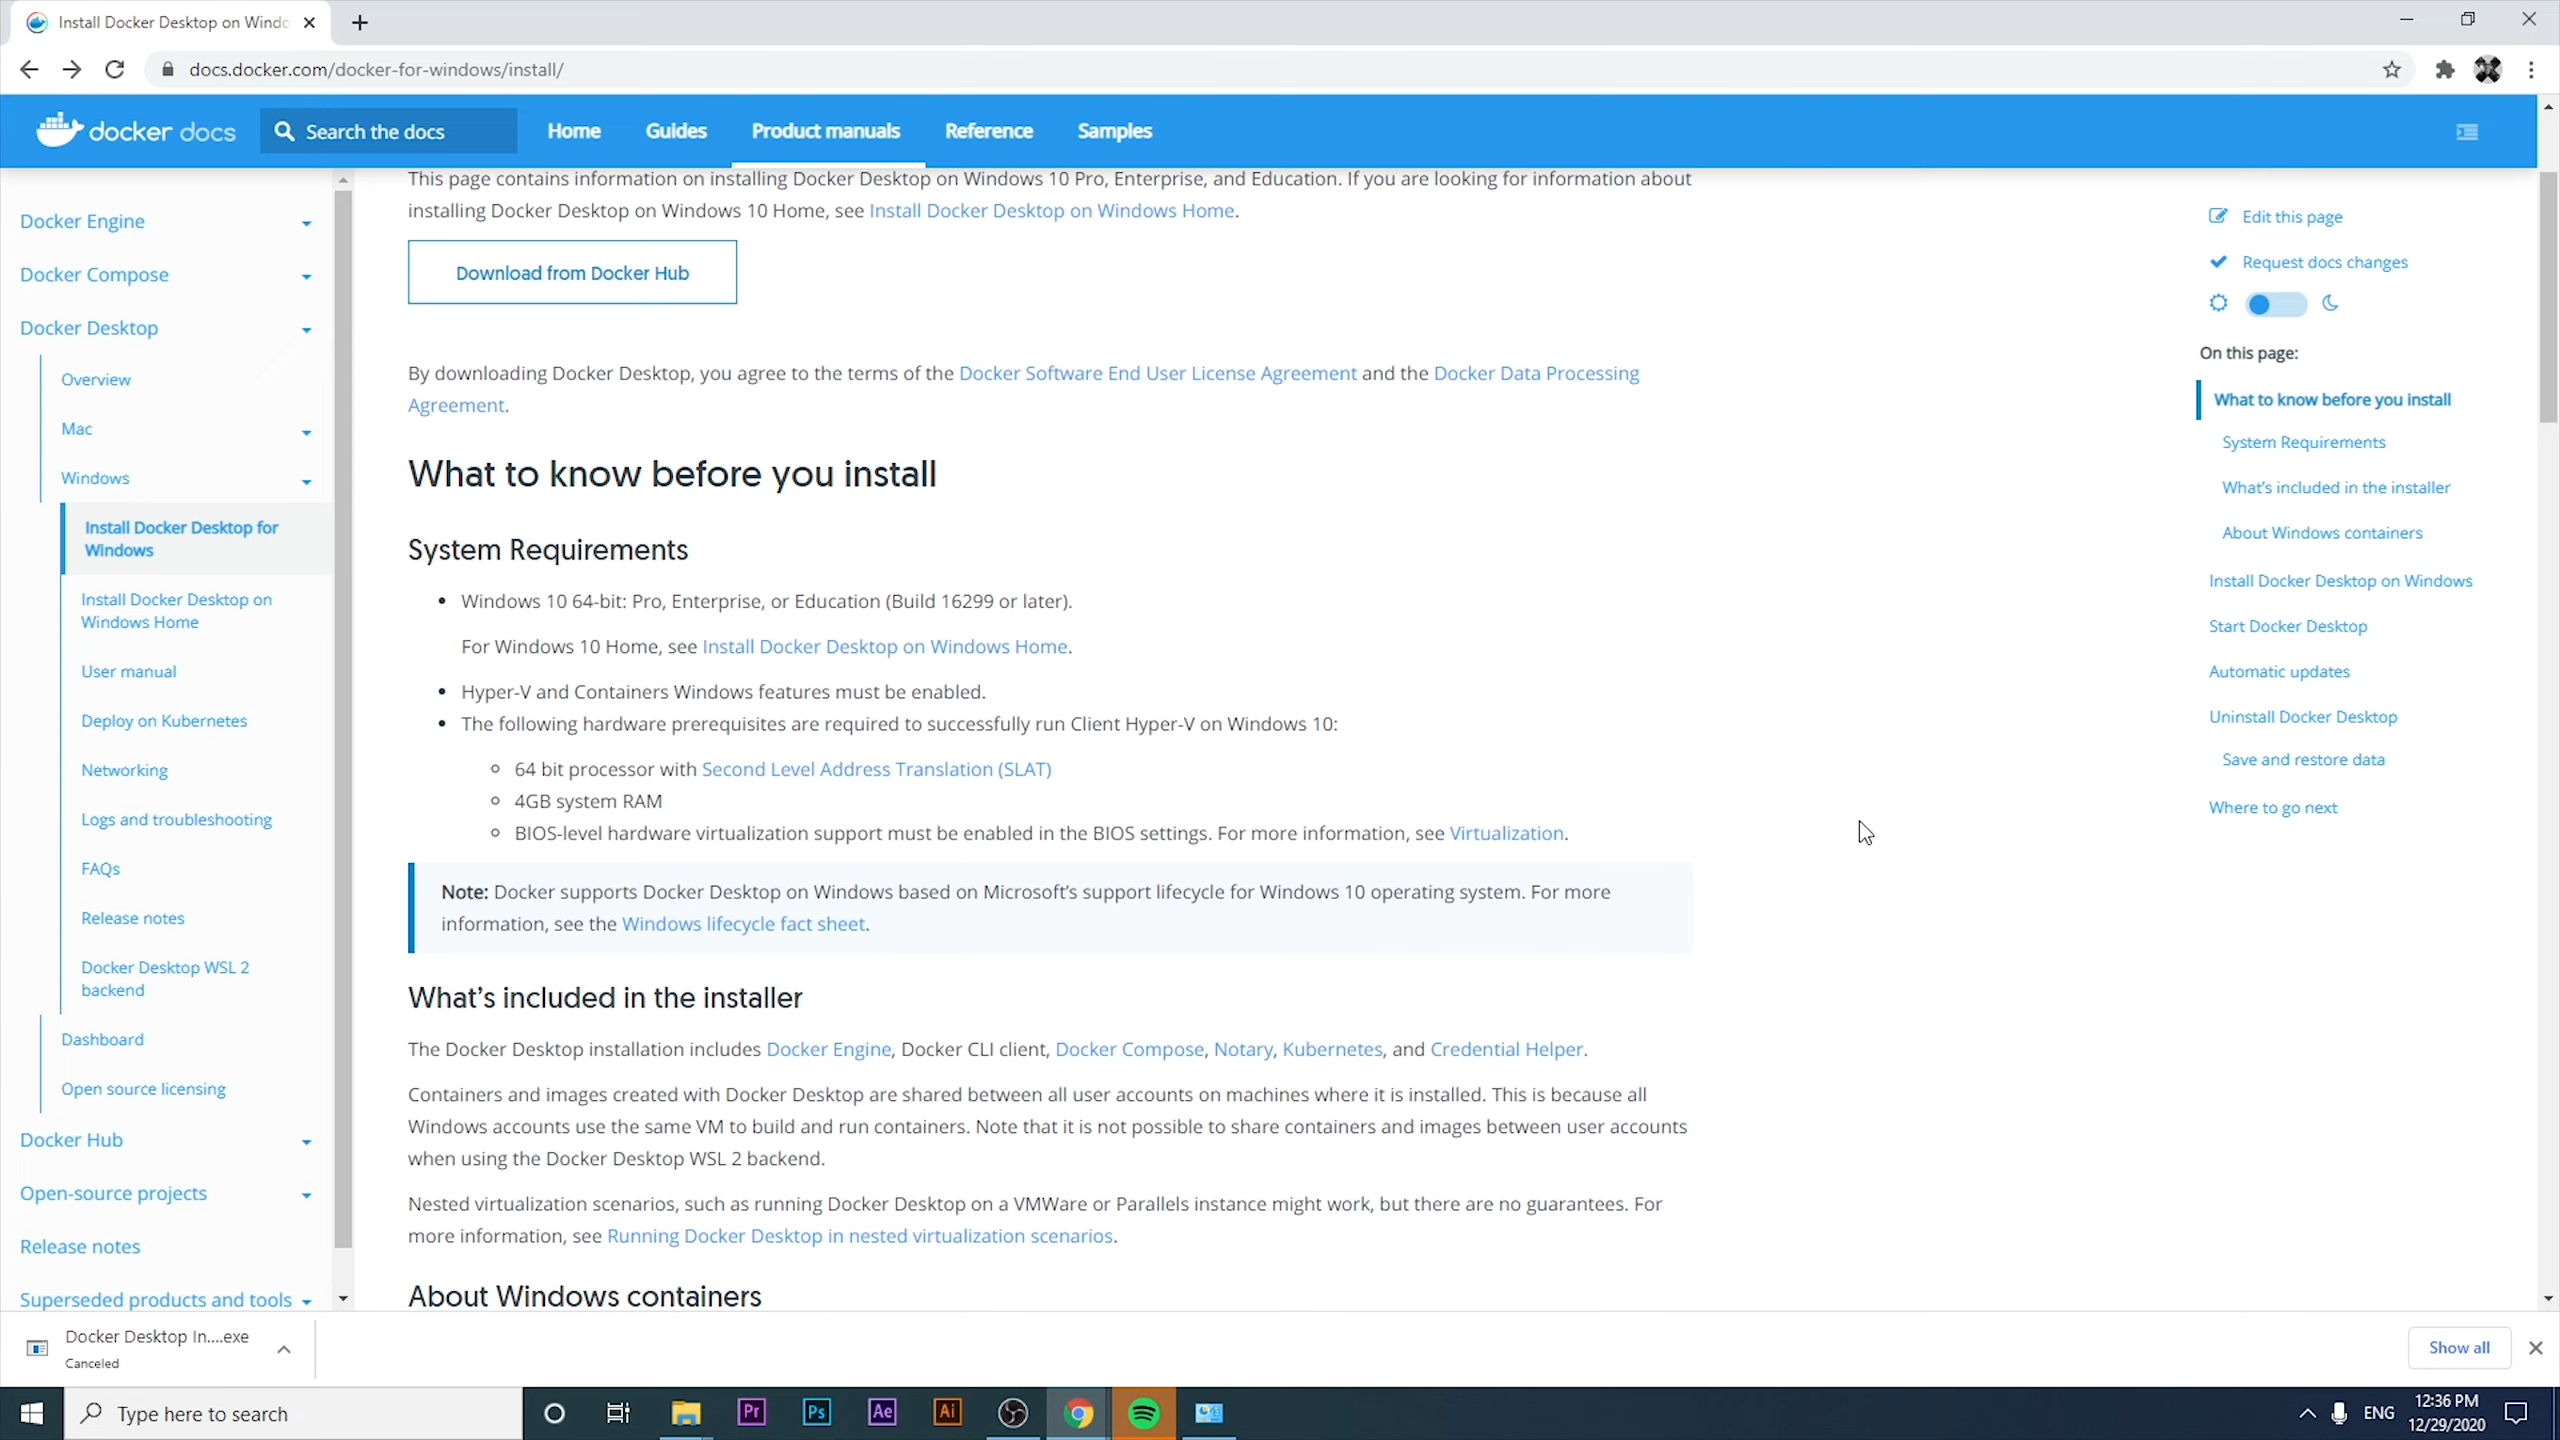 Install Docker Desktop on Windo
docs.docker.com/docker-for-windows/install/
docker docs
Search the docs
Home
Guides
Product manuals
Reference
Samples
Docker Engine
Docker Compose
Docker Desktop
Overview
Mac
Windows
Install Docker Desktop for
Windows
Install Docker Desktop on
Windows Home
User manual
Deploy on Kubernetes
Networking
Logs and troubleshooting
FAQs
Release notes
Docker Desktop WSL 2
backend
Dashboard
Open source licensing
Docker Hub
Open-source projects
Release notes
Superseded products and tools
This page contains information on installing Docker Desktop on Windows 10 Pro, Enterprise, and Education. If you are looking for information about
installing Docker Desktop on Windows 10 Home, see Install Docker Desktop on Windows Home.
Download from Docker Hub
By downloading Docker Desktop, you agree to the terms of the Docker Software End User License Agreement and the Docker Data Processing
Agreement.
What to know before you install
System Requirements
• Windows 10 64-bit: Pro, Enterprise, or Education (Build 16299 or later).
For Windows 10 Home, see Install Docker Desktop on Windows Home.
• Hyper-V and Containers Windows features must be enabled.
• The following hardware prerequisites are required to successfully run Client Hyper-V on Windows 10:
64 bit processor with Second Level Address Translation (SLAT)
4GB system RAM
BIOS-level hardware virtualization support must be enabled in the BIOS settings. For more information, see Virtualization.
Note: Docker supports Docker Desktop on Windows based on Microsoft's support lifecycle for Windows 10 operating system. For more
information, see the Windows lifecycle fact sheet.
What's included in the installer
The Docker Desktop installation includes Docker Engine, Docker CLI client, Docker Compose, Notary, Kubernetes, and Credential Helper.
Containers and images created with Docker Desktop are shared between all user accounts on machines where it is installed. This is because all
Windows accounts use the same VM to build and run containers. Note that it is not possible to share containers and images between user accounts
when using the Docker Desktop WSL 2 backend.
Nested virtualization scenarios, such as running Docker Desktop on a VMWare or Parallels instance might work, but there are no guarantees. For
more information, see Running Docker Desktop in nested virtualization scenarios.
About Windows containers
Edit this page
Request docs changes
On this page:
What to know before you install
System Requirements
What's included in the installer
About Windows containers
Install Docker Desktop on Windows
Start Docker Desktop
Automatic updates
Uninstall Docker Desktop
Save and restore data
Where to go next
Docker Desktop In....exe
Canceled
Show all
Type here to search
Pr
Ps
Ae
Ai
ENG
12:36 PM
12/29/2020